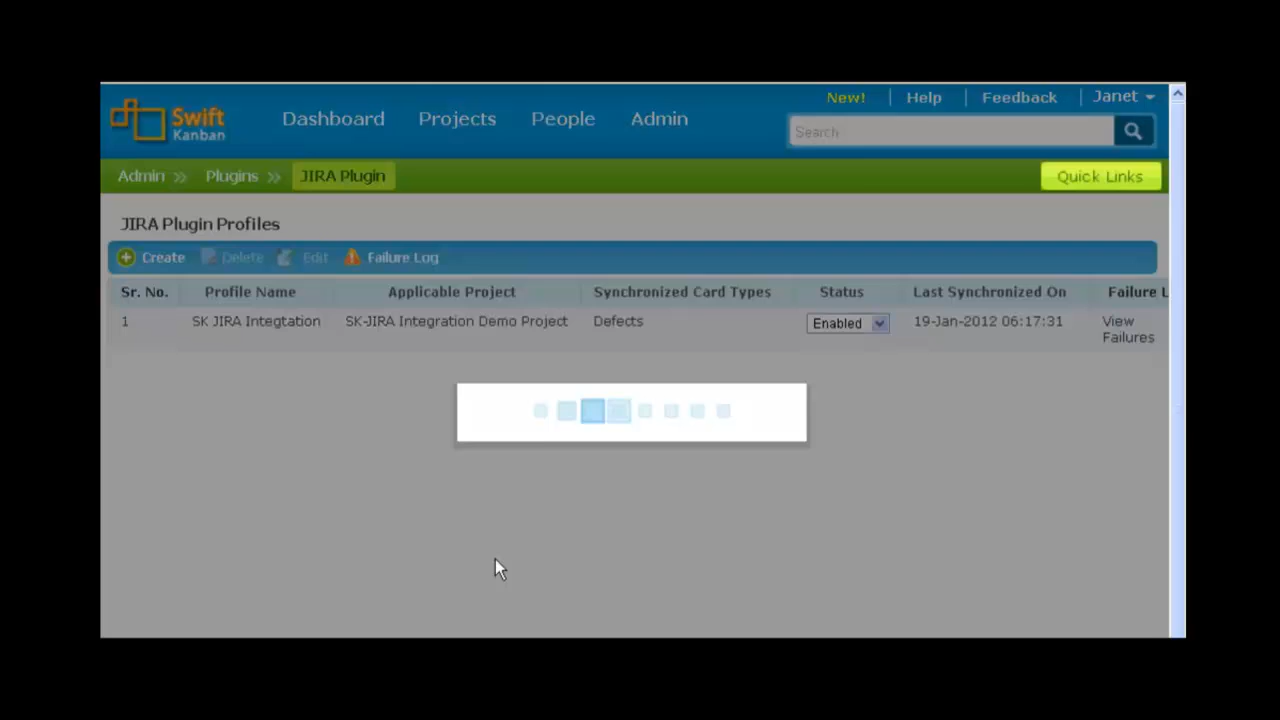 New! Help Feedback Janet
Swift
Kanban
Dashboard Projects People Admin
Search
Admin Plugins JIRA Plugin
Quick Links
JIRA Plugin Profiles
Create Delete Edit Failure Log
Sr. No. Profile Name Applicable Project Synchronized Card Types Status Last Synchronized On Failure L
1 SK JIRA Integtation SK-JIRA Integration Demo Project Defects Enabled 19-Jan-2012 06:17:31 View
Failures